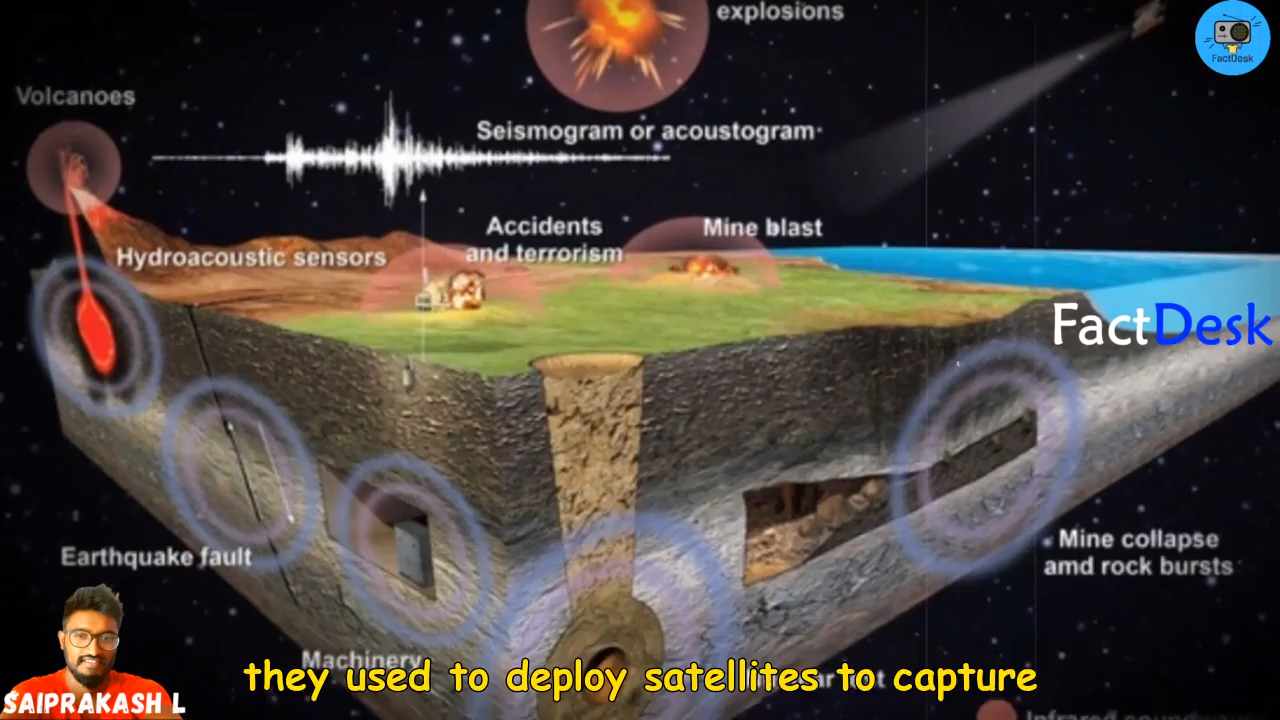 explosions
FactDesk
Volcanoes
Seismogram or acoustogram
Accidents
and terrorism
Mine blast
Hydroacoustic sensors
FactDesk
Earthquake fault
Mine collapse
amd rock bursts
Machinery
they used to deploy satellites to capture
SAIPRAKASH L